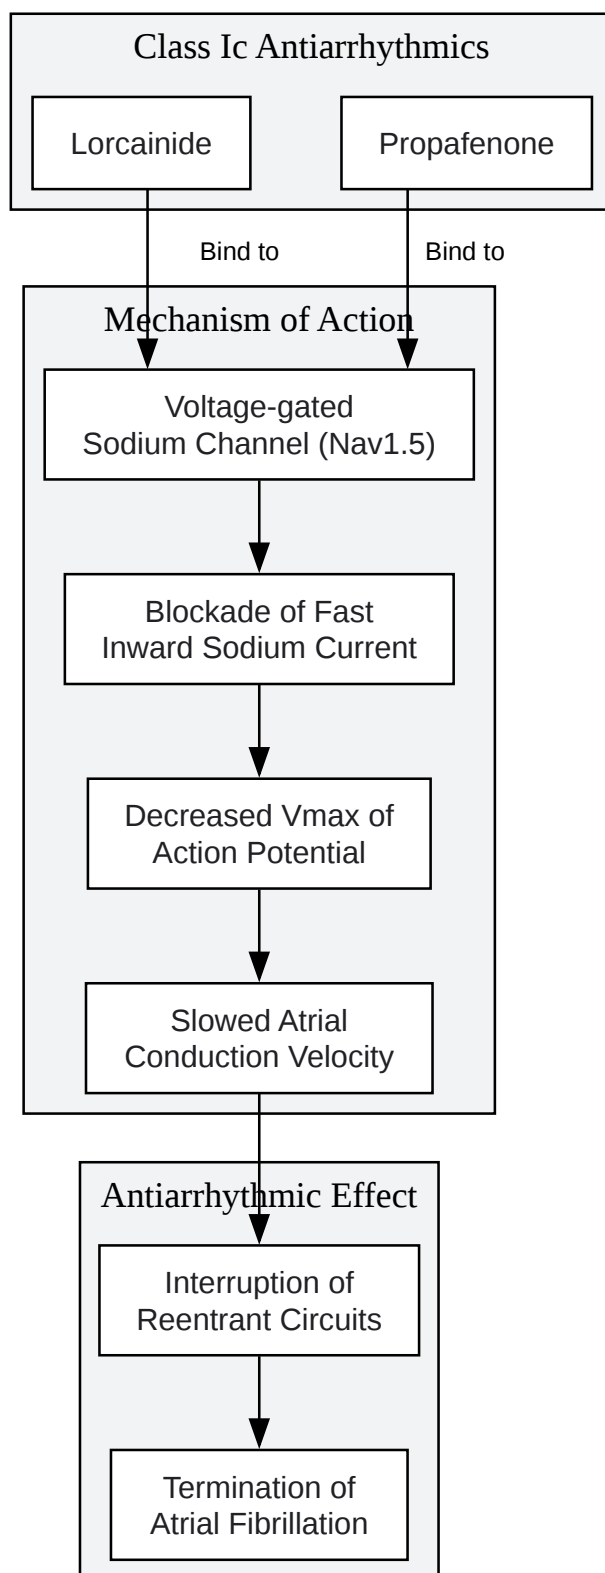 Class Ic Antiarrhythmics
Lorcainide
Propafenone
Bind to
Bind to
Mechanism of Action
Voltage-gated
Sodium Channel (Nav1.5)
Blockade of Fast
Inward Sodium Current
Decreased Vmax of
Action Potential
Slowed Atrial
Conduction Velocity
Antiarrhythmic Effect
Interruption of
Reentrant Circuits
Termination of
Atrial Fibrillation